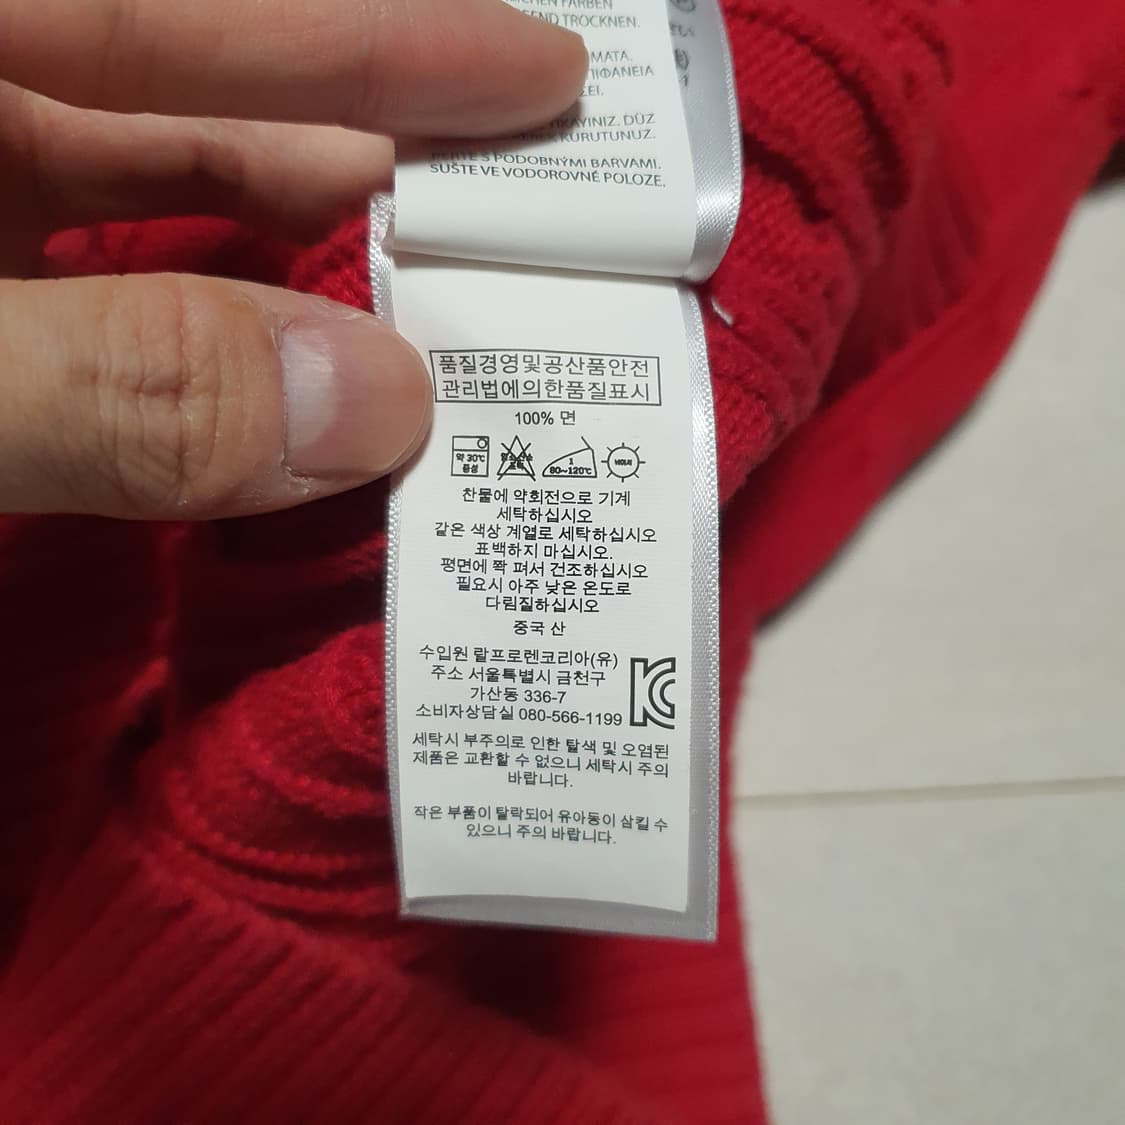 FARBEN
TROCKNEN.
ΜΑΤΑ.
ΕΙ.
YIKAYINIZ. DÜZ
KURUTUNUZ.
PERTE S PODOBNÝMI BARVAMI.
SUŠTE VE VODOROVNÉ POLOZE.
품질경영및공산품안전
관리법에의한품질표시
100% 면
약 30℃
중성
1
80~120℃
찬물에 약회전으로 기계
세탁하십시오
같은 색상 계열로 세탁하십시오
표백하지 마십시오.
평면에 쫙 펴서 건조하십시오
필요시 아주 낮은 온도로
다림질하십시오
중국 산
수입원 랄프로렌코리아(유)
주소 서울특별시 금천구
가산동 336-7
소비자상담실 080-566-1199
세탁시 부주의로 인한 탈색 및 오염된
제품은 교환할 수 없으니 세탁시 주의
바랍니다.
작은 부품이 탈락되어 유아동이 삼킬 수
있으니 주의 바랍니다.